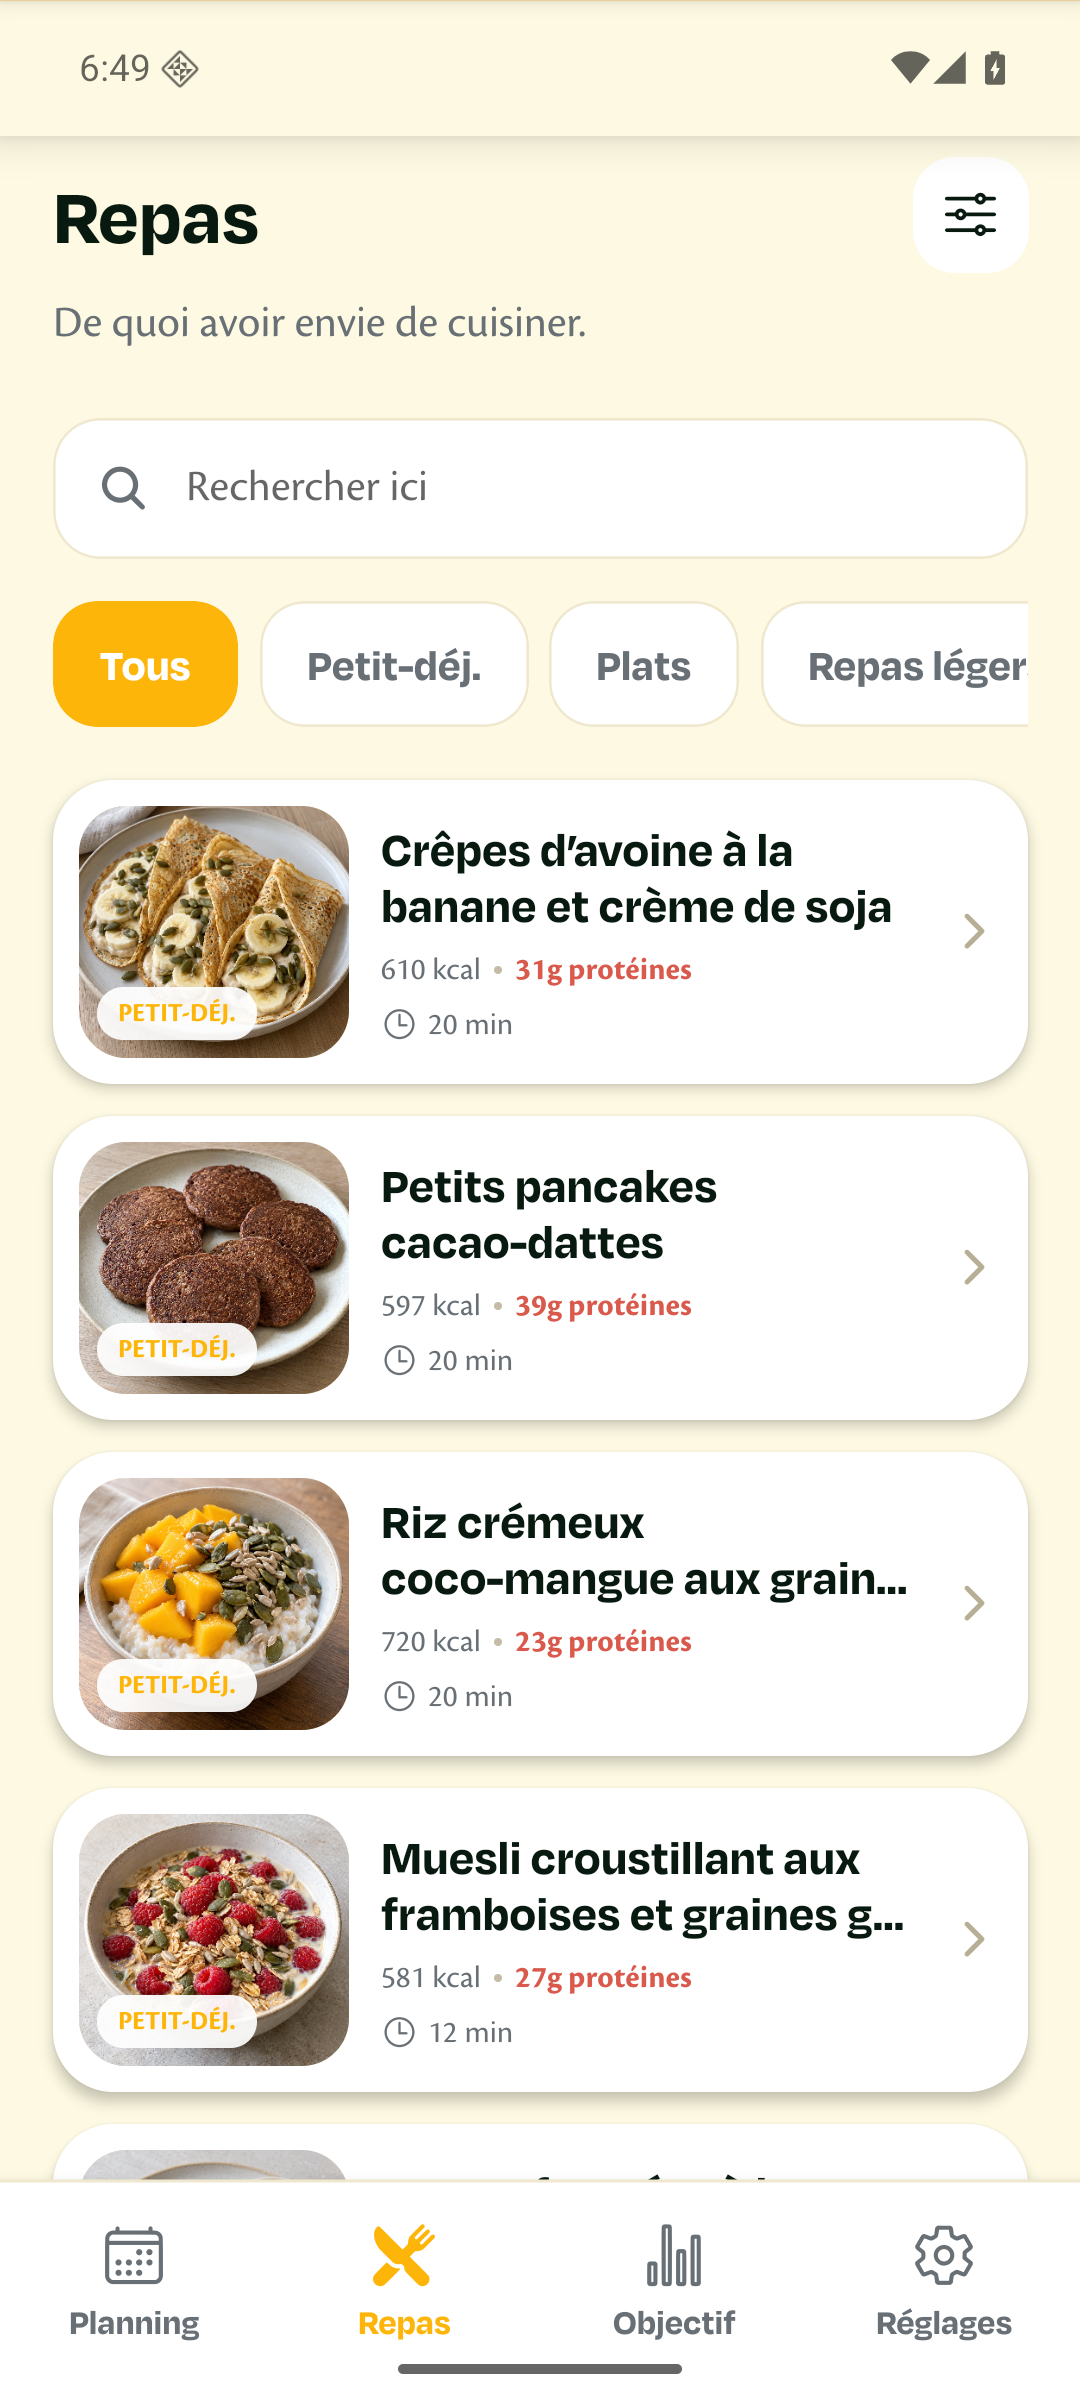 6:49
Repas
De quoi avoir envie de cuisiner.
Rechercher ici
Tous
Petit-déj.
Plats
Repas léger
Crêpes d’avoine à la
banane et crème de soja
610 kcal • 31g protéines
20 min
PETIT-DÉJ.
Petits pancakes
cacao-dattes
597 kcal • 39g protéines
20 min
PETIT-DÉJ.
Riz crémeux
coco-mangue aux grain...
720 kcal • 23g protéines
20 min
PETIT-DÉJ.
Muesli croustillant aux
framboises et graines g...
581 kcal • 27g protéines
12 min
PETIT-DÉJ.
Planning
Repas
Objectif
Réglages